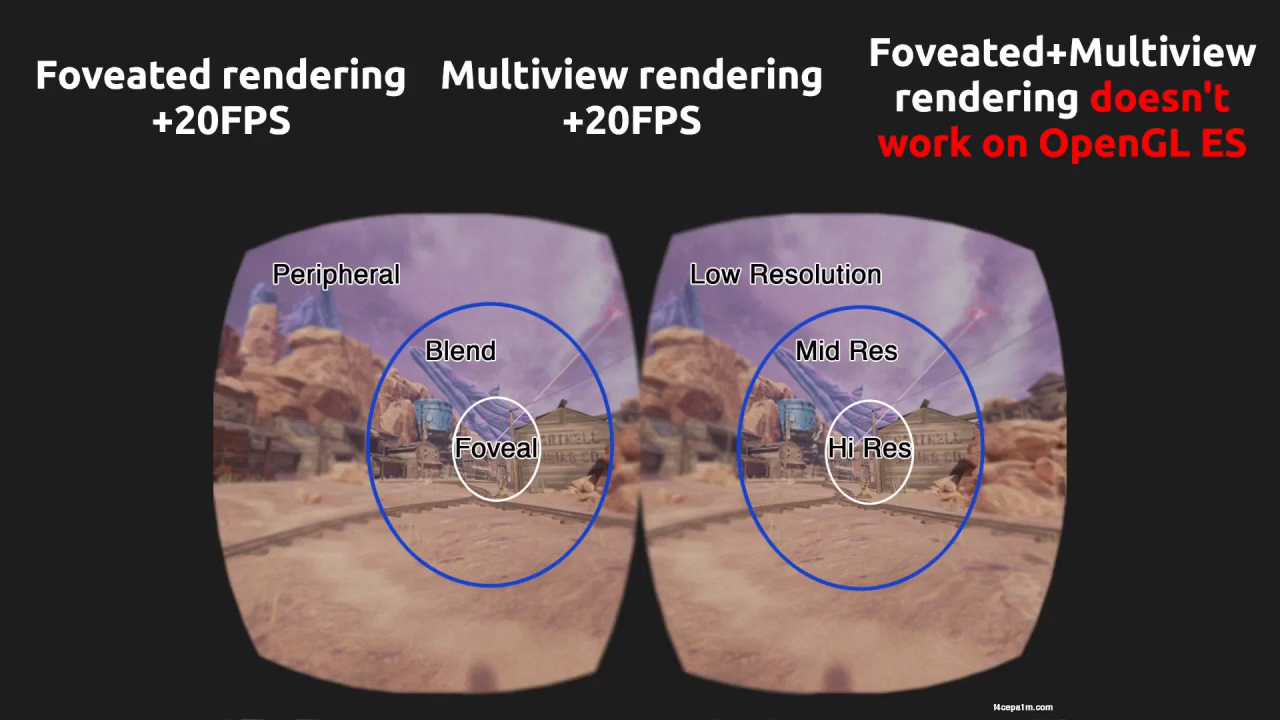 Foveated rendering
+20FPS
Multiview rendering
+20FPS
Foveated+Multiview
rendering doesn't
work on OpenGL ES
Peripheral
Blend
Foveal
Low Resolution
Mid Res
Hi Res
f4cepa1m.com